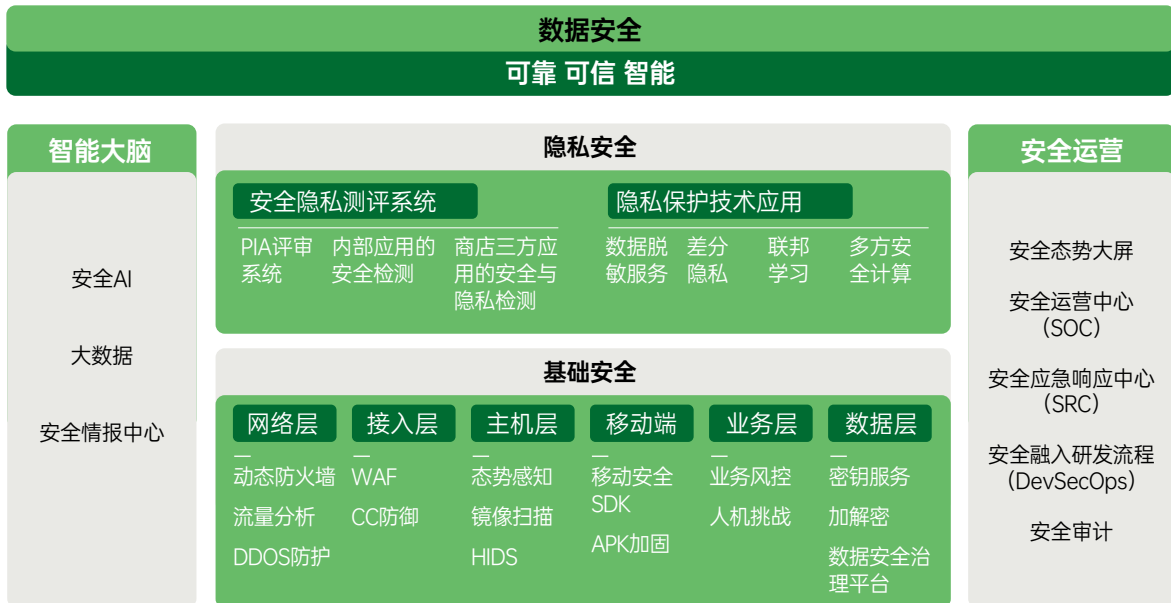 数据安全
可靠 可信 智能
智能大脑
安全AI
大数据
安全情报中心
隐私安全
安全隐私测评系统
PIA评审
系统
内部应用的
安全检测
商店三方应
用的安全与
隐私检测
隐私保护技术应用
数据脱
敏服务
差分
隐私
联邦
学习
多方安
全计算
基础安全
网络层
动态防火墙
流量分析
DDOS防护
接入层
WAF
CC防御
主机层
态势感知
镜像扫描
HIDS
移动端
移动安全
SDK
APK加固
业务层
业务风控
人机挑战
数据层
密钥服务
加解密
数据安全治
理平台
安全运营
安全态势大屏
安全运营中心
（SOC）
安全应急响应中心
（SRC）
安全融入研发流程
（DevSecOps）
安全审计